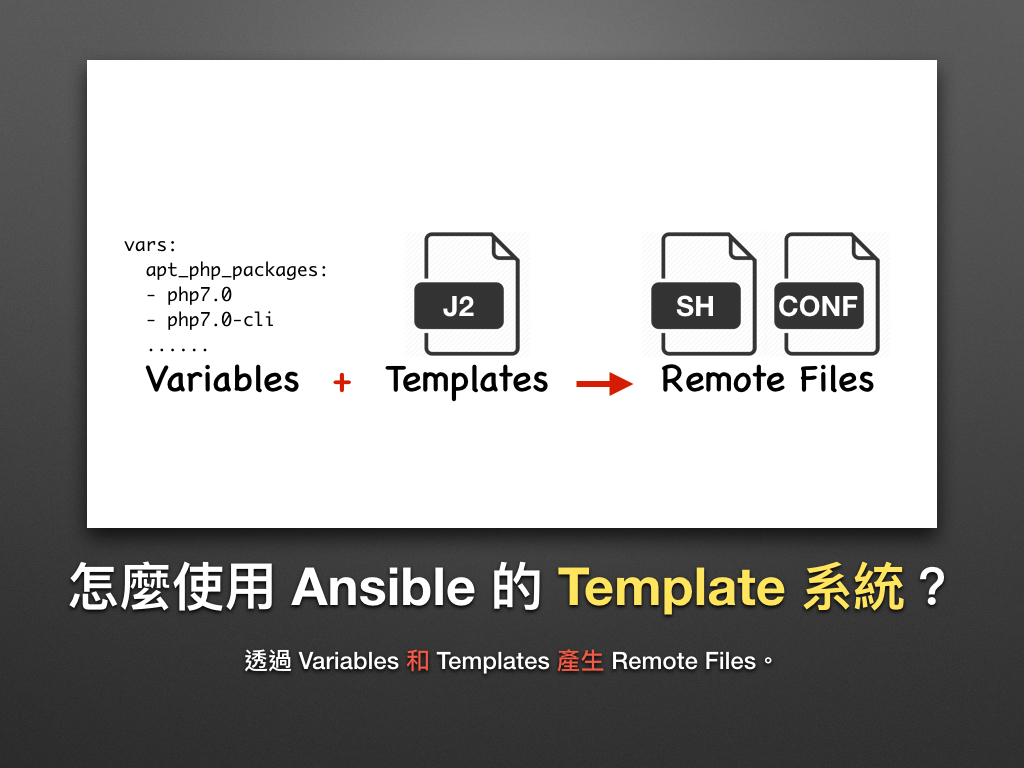 vars:
  apt_php_packages:
  - php7.0
  - php7.0-cli
  ......
J2
SH CONF
Variables + Templates → Remote Files
怎麼使用 Ansible 的 Template 系統？
透過 Variables 和 Templates 產生 Remote Files。